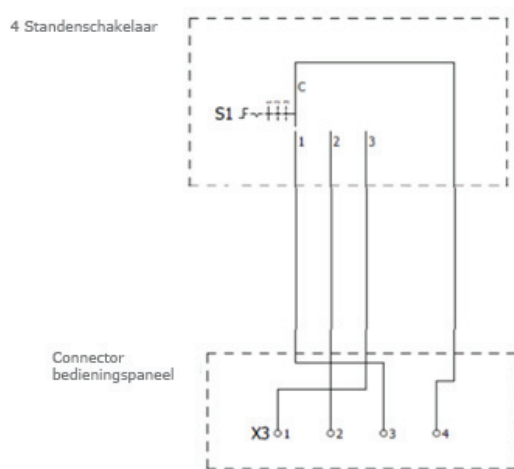 4 Standenschakelaar
C
S1
1 2 3
Connector
bedieningspaneel
X3 1 2 3 4